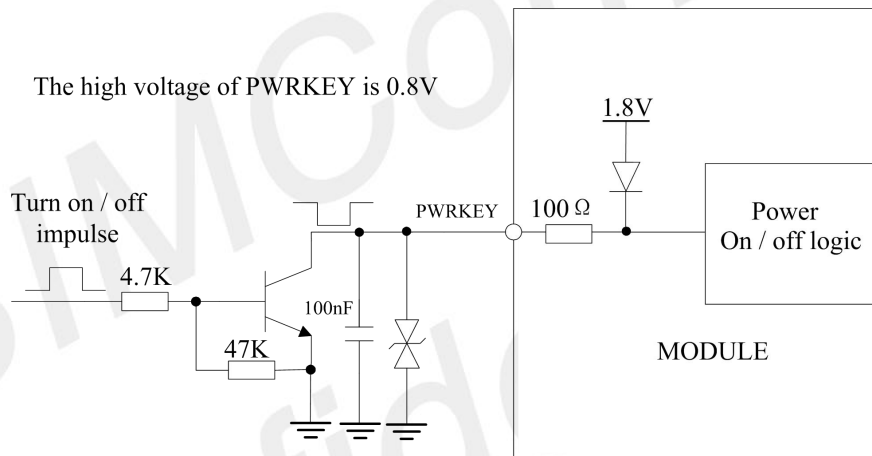 The high voltage of PWRKEY is 0.8V
1.8V
Turn on / off
impulse
PWRKEY
100 Ω
Power
On / off logic
4.7K
100nF
47K
MODULE